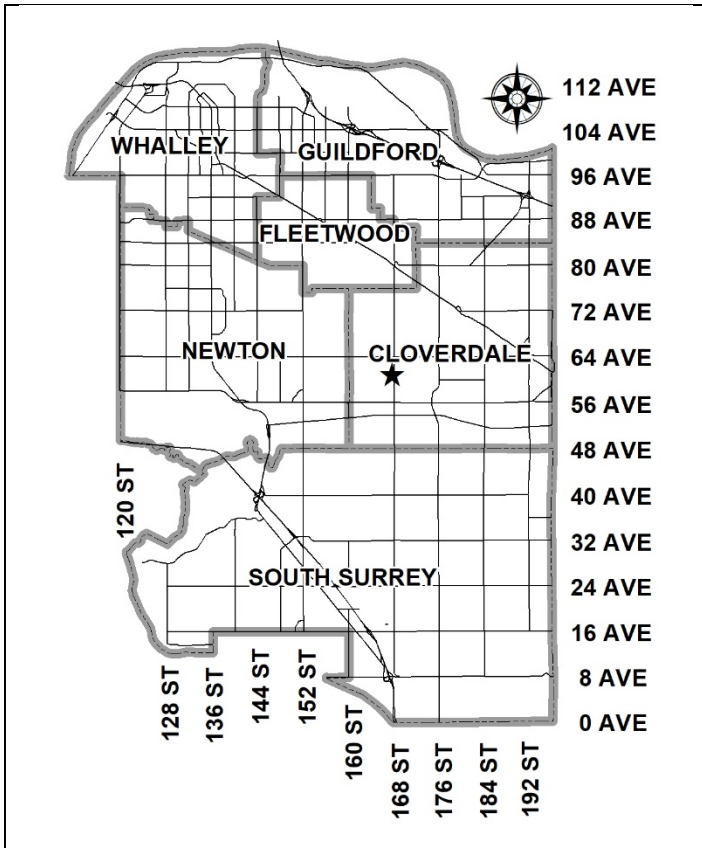 112 AVE
104 AVE
WHALLEY
GUILDFORD
96 AVE
88 AVE
FLEETWOOD
80 AVE
72 AVE
NEWTON
CLOVERDALE
64 AVE
56 AVE
48 AVE
120 ST
40 AVE
32 AVE
SOUTH SURREY
24 AVE
16 AVE
128 ST
136 ST
144 ST
152 ST
8 AVE
160 ST
0 AVE
168 ST
176 ST
184 ST
192 ST